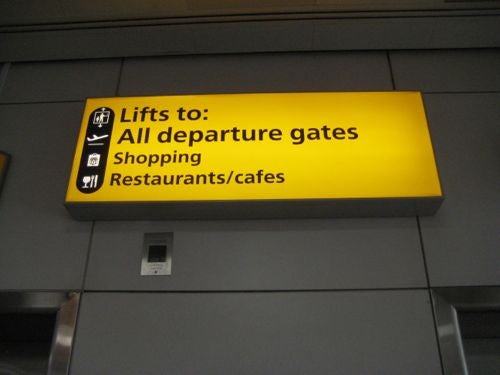 Lifts to:
All departure gates
Shopping
Restaurants/cafes